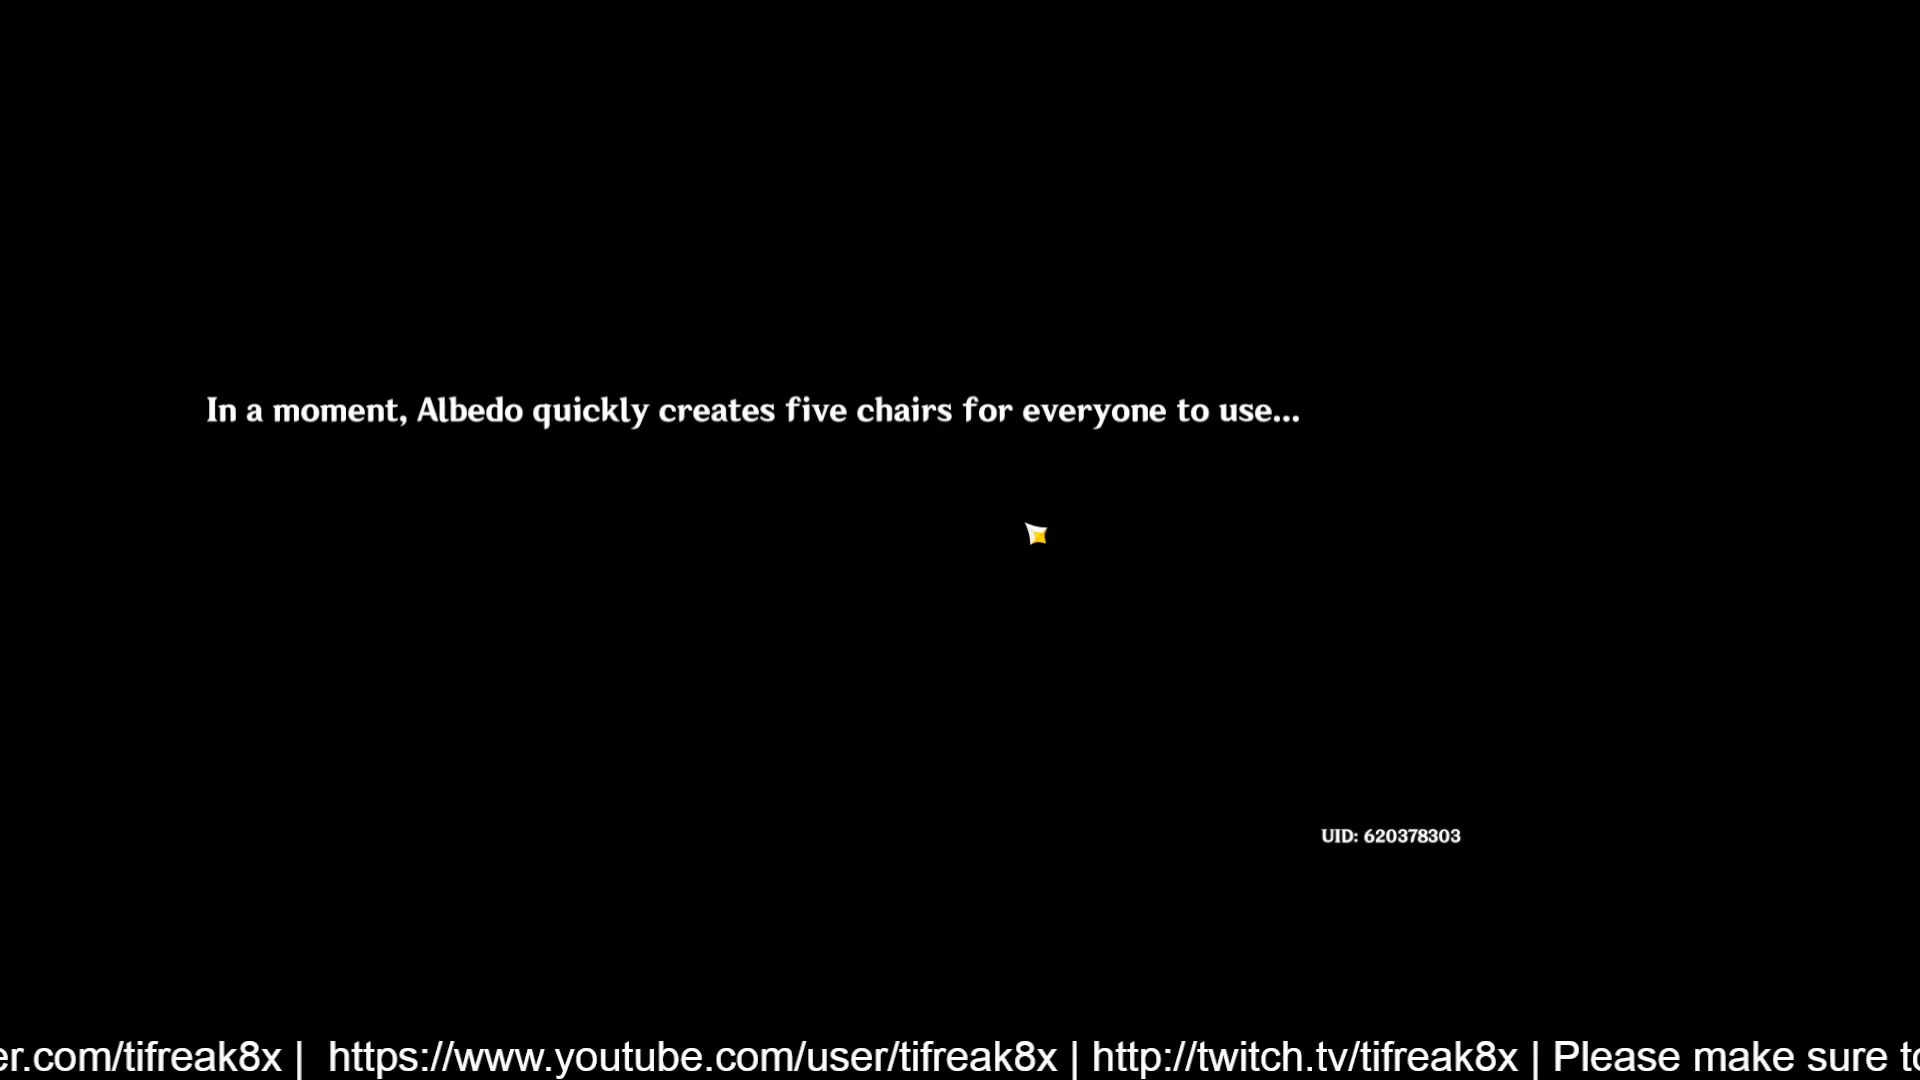 In a moment, Albedo quickly creates five chairs for everyone to use...
UID: 620378303
er.com/tifreak8x | https://www.youtube.com/user/tifreak8x | http://twitch.tv/tifreak8x | Please make sure to